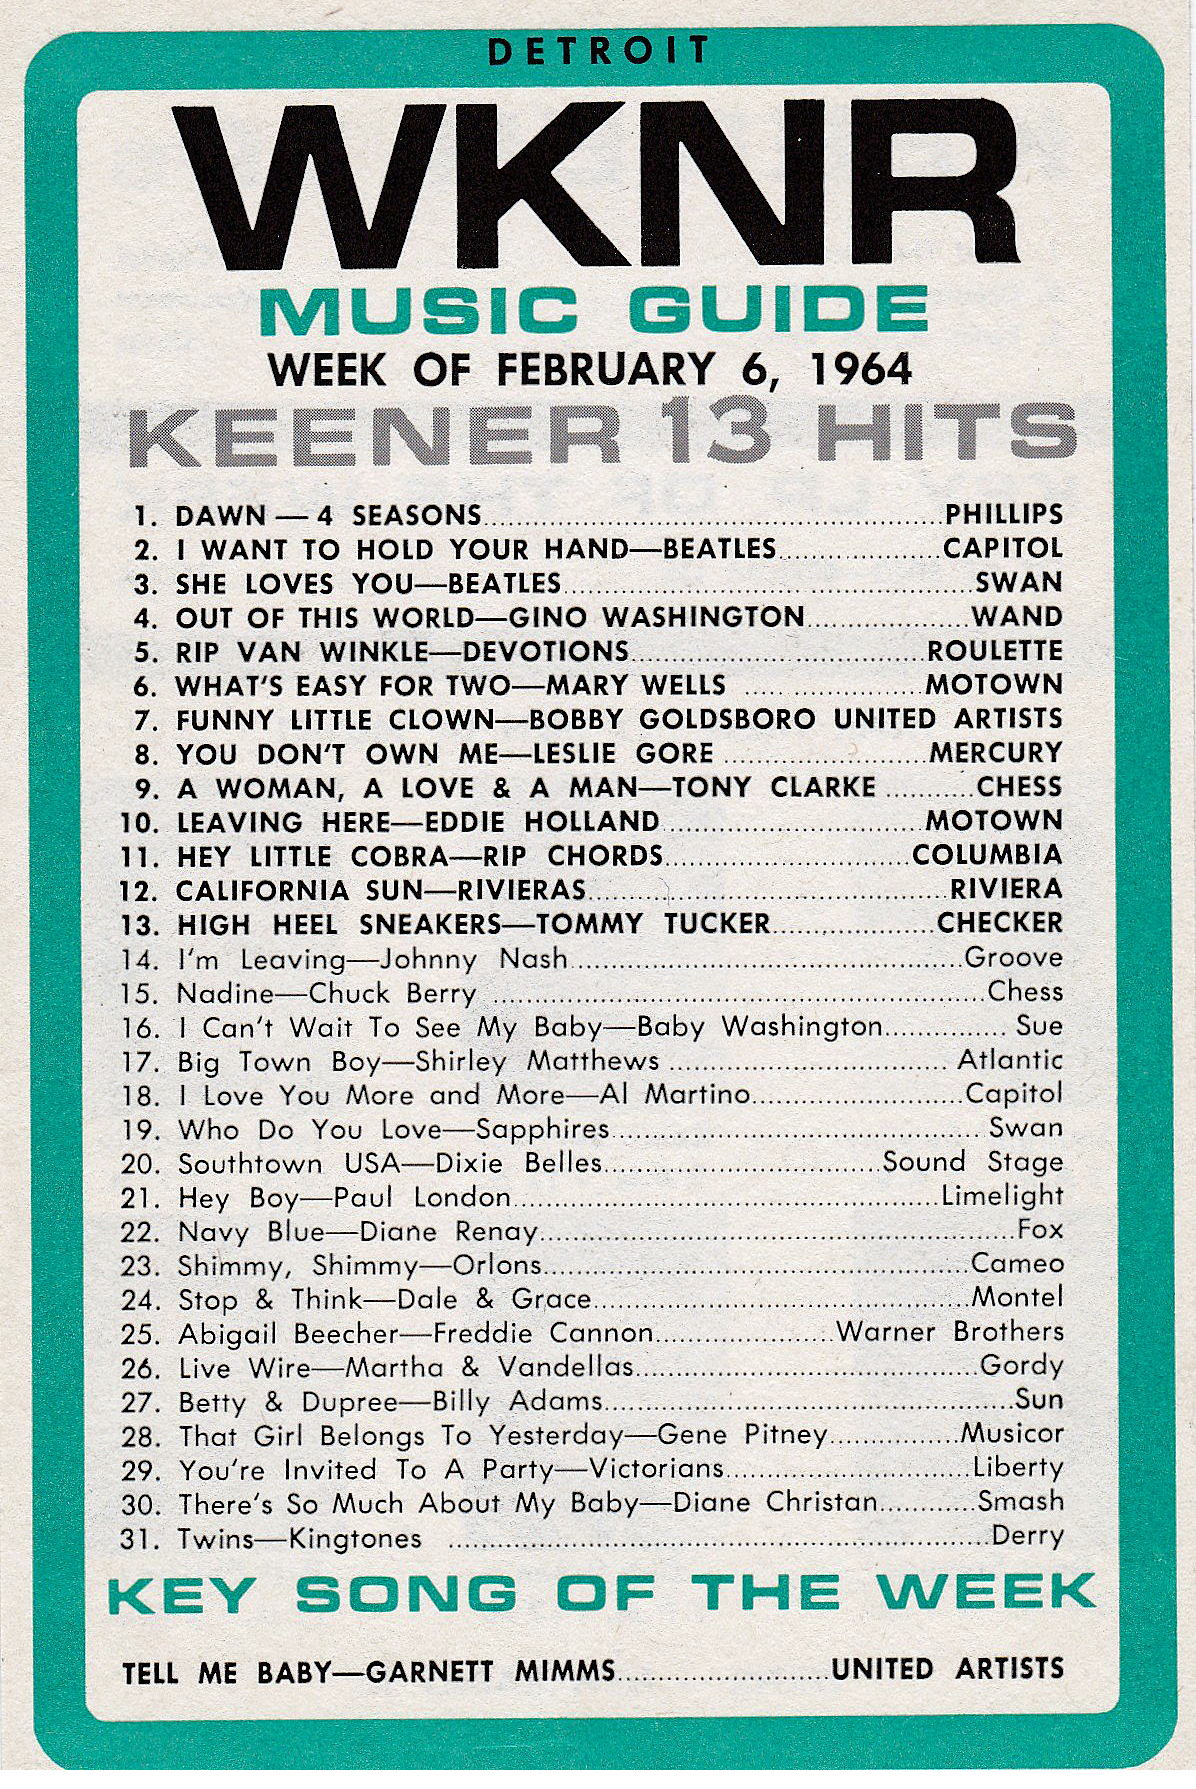 DETROIT
WKNR
MUSIC GUIDE
WEEK OF FEBRUARY 6, 1964
KEENER 13 HITS
1. DAWN — 4 SEASONS PHILLIPS
2. I WANT TO HOLD YOUR HAND—BEATLES CAPITOL
3. SHE LOVES YOU—BEATLES SWAN
4. OUT OF THIS WORLD—GINO WASHINGTON WAND
5. RIP VAN WINKLE—DEVOTIONS ROULETTE
6. WHAT'S EASY FOR TWO—MARY WELLS MOTOWN
7. FUNNY LITTLE CLOWN—BOBBY GOLDSBORO UNITED ARTISTS
8. YOU DON'T OWN ME—LESLIE GORE MERCURY
9. A WOMAN, A LOVE & A MAN—TONY CLARKE CHESS
10. LEAVING HERE—EDDIE HOLLAND MOTOWN
11. HEY LITTLE COBRA—RIP CHORDS COLUMBIA
12. CALIFORNIA SUN—RIVIERAS RIVIERA
13. HIGH HEEL SNEAKERS—TOMMY TUCKER CHECKER
14. I'm Leaving—Johnny Nash Groove
15. Nadine—Chuck Berry Chess
16. I Can't Wait To See My Baby—Baby Washington Sue
17. Big Town Boy—Shirley Matthews Atlantic
18. I Love You More and More—Al Martino Capitol
19. Who Do You Love—Sapphires Swan
20. Southtown USA—Dixie Belles Sound Stage
21. Hey Boy—Paul London Limelight
22. Navy Blue—Diane Renay Fox
23. Shimmy, Shimmy—Orlons Cameo
24. Stop & Think—Dale & Grace Montel
25. Abigail Beecher—Freddie Cannon Warner Brothers
26. Live Wire—Martha & Vandellas Gordy
27. Betty & Dupree—Billy Adams Sun
28. That Girl Belongs To Yesterday—Gene Pitney Musicor
29. You're Invited To A Party—Victorians Liberty
30. There's So Much About My Baby—Diane Christan Smash
31. Twins—Kingtones Derry
KEY SONG OF THE WEEK
TELL ME BABY—GARNETT MIMMS UNITED ARTISTS